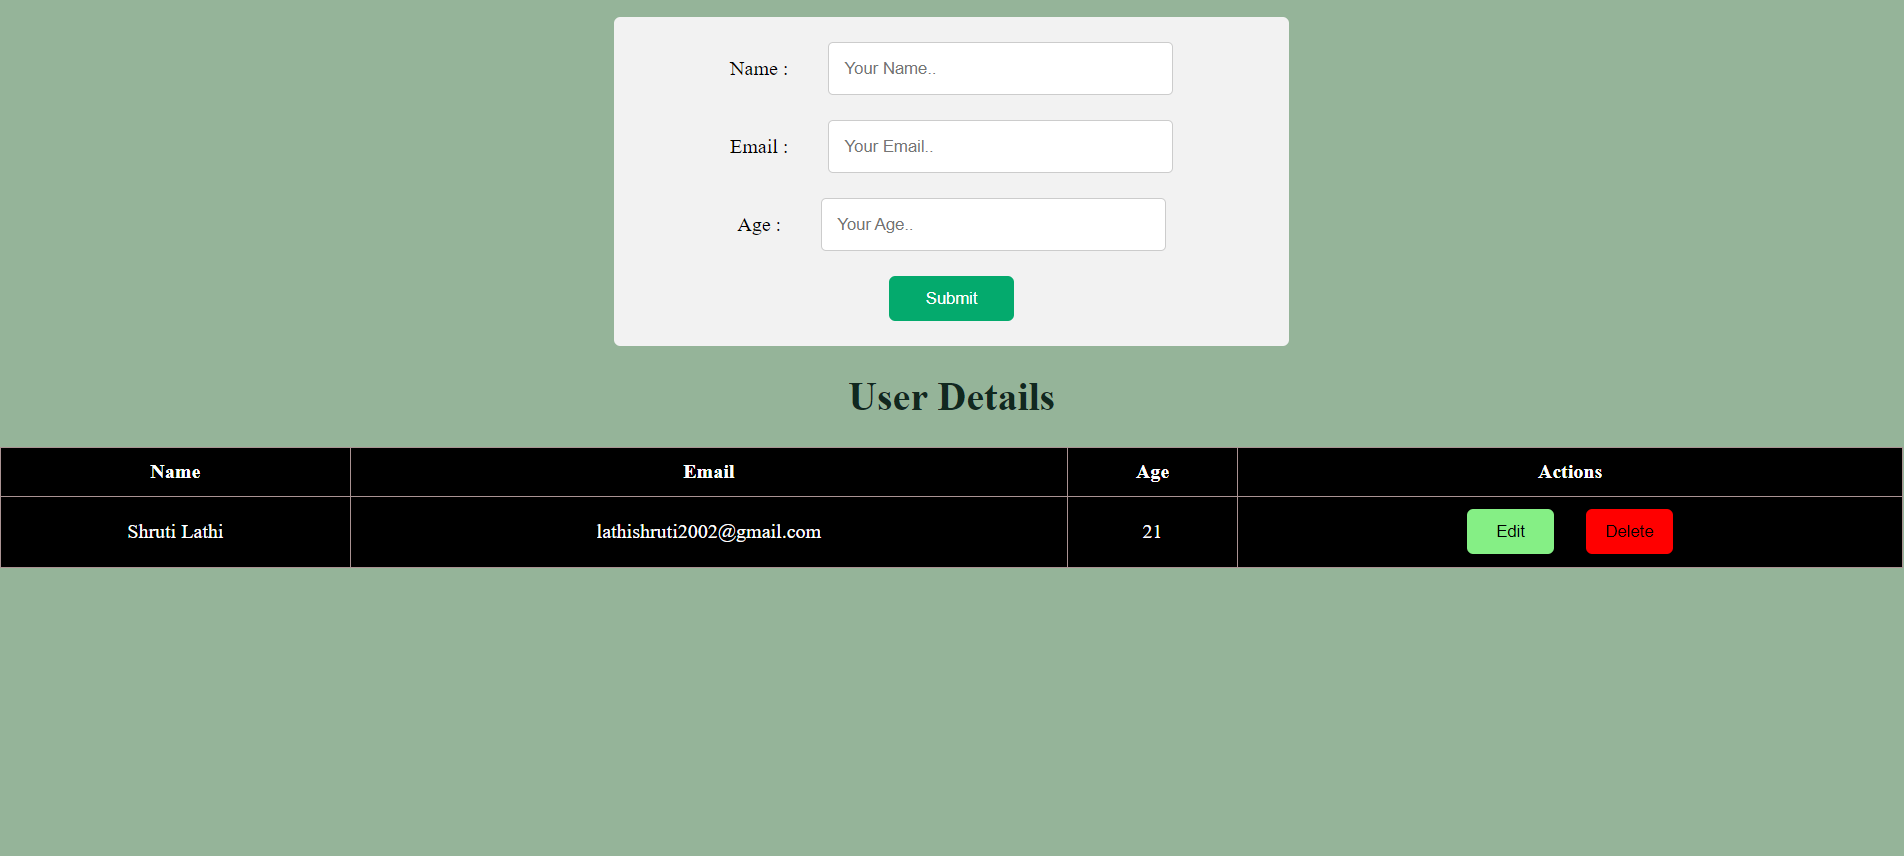 Name : Your Name..
Email : Your Email..
Age : Your Age..
Submit
User Details
Name Email Age Actions
Shruti Lathi lathishruti2002@gmail.com 21 Edit Delete